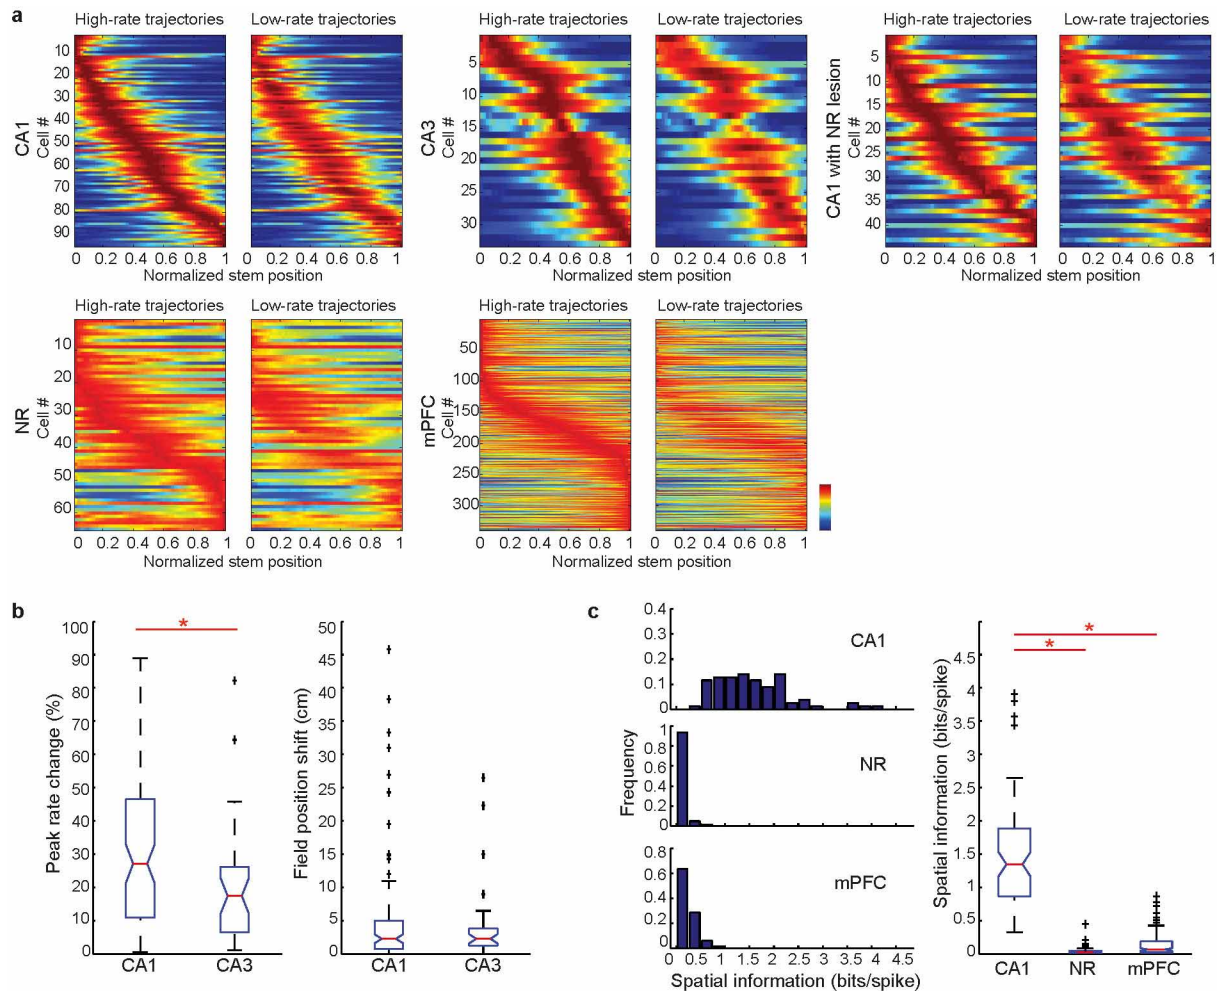 a
High-rate trajectories Low-rate trajectories
CA1
Cell #
10
20
30
40
50
60
70
80
90
0 0.2 0.4 0.6 0.8 1 0 0.2 0.4 0.6 0.8 1
Normalized stem position
High-rate trajectories Low-rate trajectories
CA3
Cell #
5
10
15
20
25
30
0 0.2 0.4 0.6 0.8 1 0 0.2 0.4 0.6 0.8 1
Normalized stem position
High-rate trajectories Low-rate trajectories
CA1 with NR lesion
Cell #
5
10
15
20
25
30
35
40
0 0.2 0.4 0.6 0.8 1 0 0.2 0.4 0.6 0.8 1
Normalized stem position
High-rate trajectories Low-rate trajectories
NR
Cell #
10
20
30
40
50
60
0 0.2 0.4 0.6 0.8 1 0 0.2 0.4 0.6 0.8 1
Normalized stem position
High-rate trajectories Low-rate trajectories
mPFC
Cell #
50
100
150
200
250
300
0 0.2 0.4 0.6 0.8 1 0 0.2 0.4 0.6 0.8 1
Normalized stem position
b
Peak rate change (%)
100
90
80
70
60
50
40
30
20
10
0
*
CA1 CA3
Field position shift (cm)
50
45
40
35
30
25
20
15
10
5
0
CA1 CA3
c
Frequency
0.4
0.3
0.2
0.1
0
CA1
1
0.8
0.6
0.4
0.2
0
NR
0.8
0.6
0.4
0.2
0
mPFC
0 0.5 1 1.5 2 2.5 3 3.5 4 4.5
Spatial information (bits/spike)
Spatial information (bits/spike)
4.5
4
3.5
3
2.5
2
1.5
1
0.5
0
*
*
CA1 NR mPFC